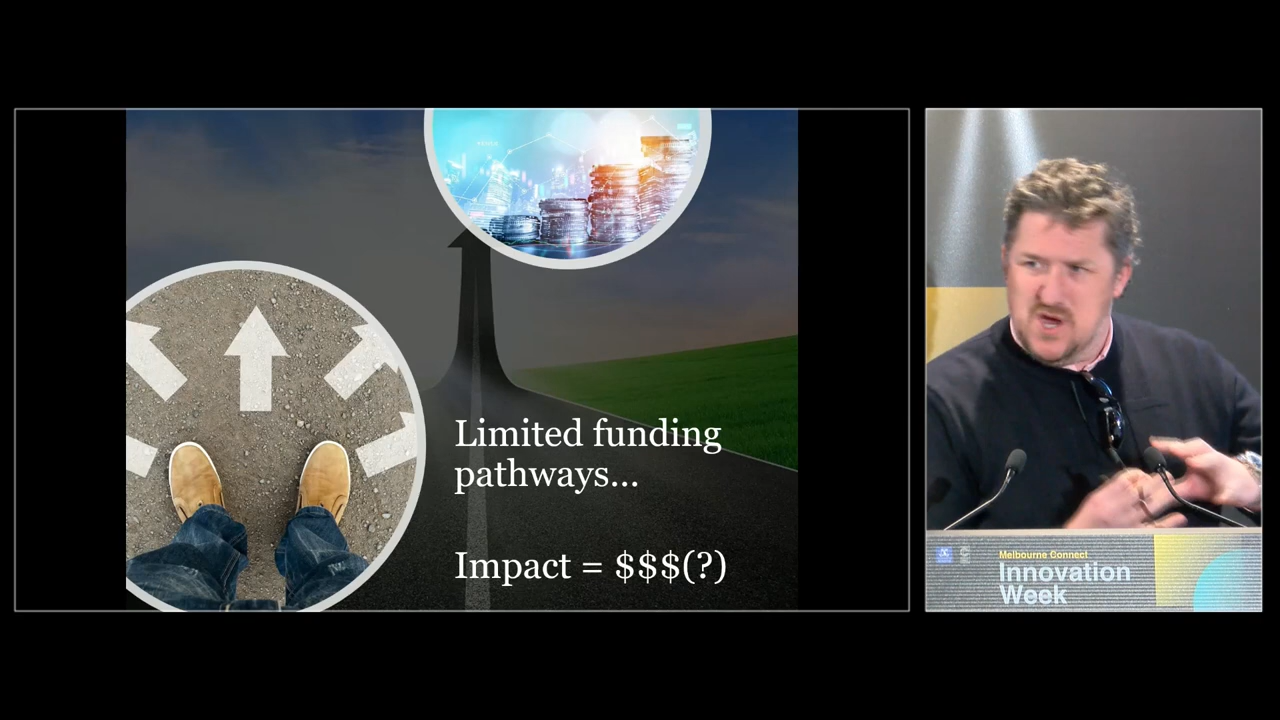 Limited funding
pathways...
Impact = $$$(?)
Melbourne Connect
Innovation
Week